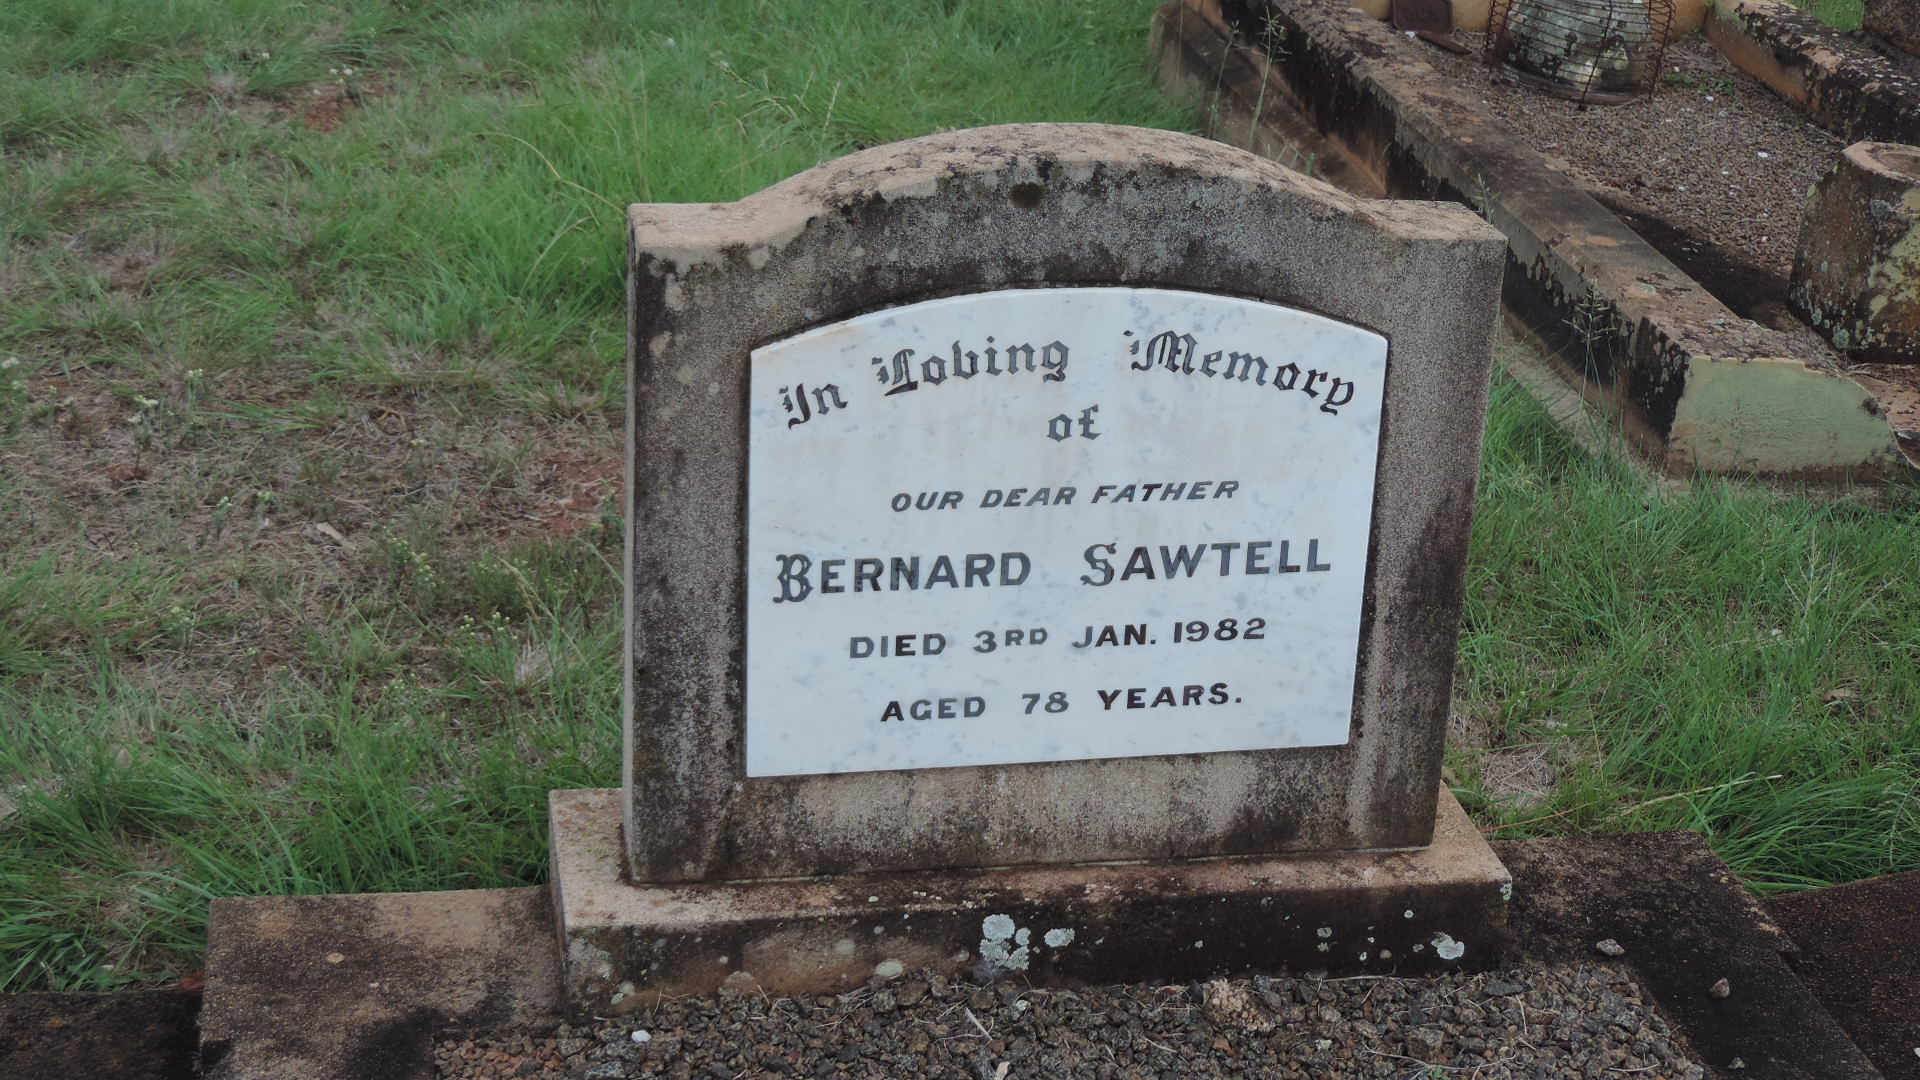 In Loving Memory
of
OUR DEAR FATHER
BERNARD SAWTELL
DIED 3RD JAN. 1982
AGED 78 YEARS.